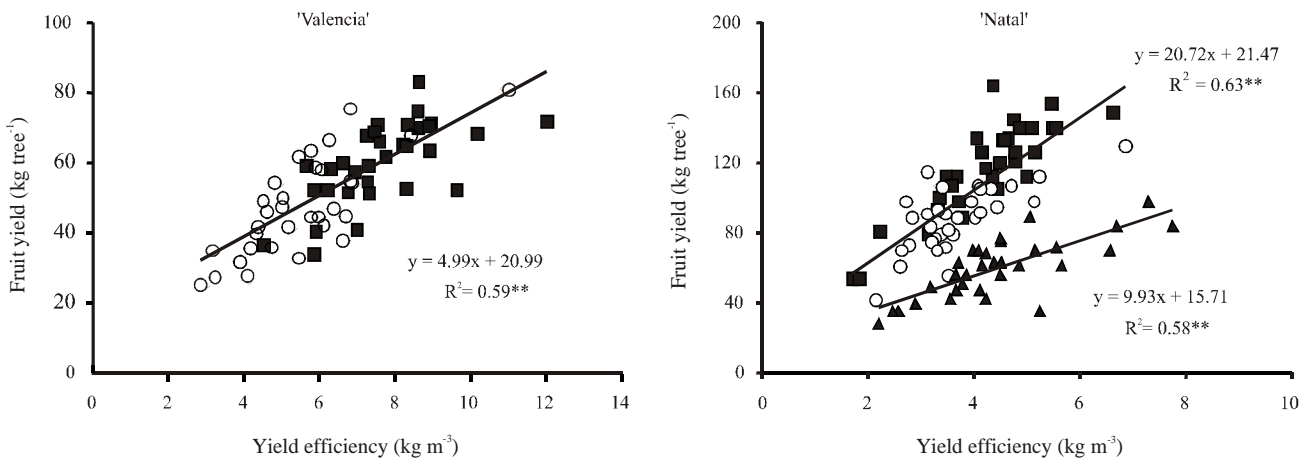 'Valencia'
100
80
60
40
20
0
Fruit yield (kg tree⁻¹)
y = 4.99x + 20.99
R²= 0.59**
0 2 4 6 8 10 12 14
Yield efficiency (kg m⁻³)
'Natal'
200
160
120
80
40
0
Fruit yield (kg tree⁻¹)
y = 20.72x + 21.47
R² = 0.63**
y = 9.93x + 15.71
R²= 0.58**
0 2 4 6 8 10
Yield efficiency (kg m⁻³)